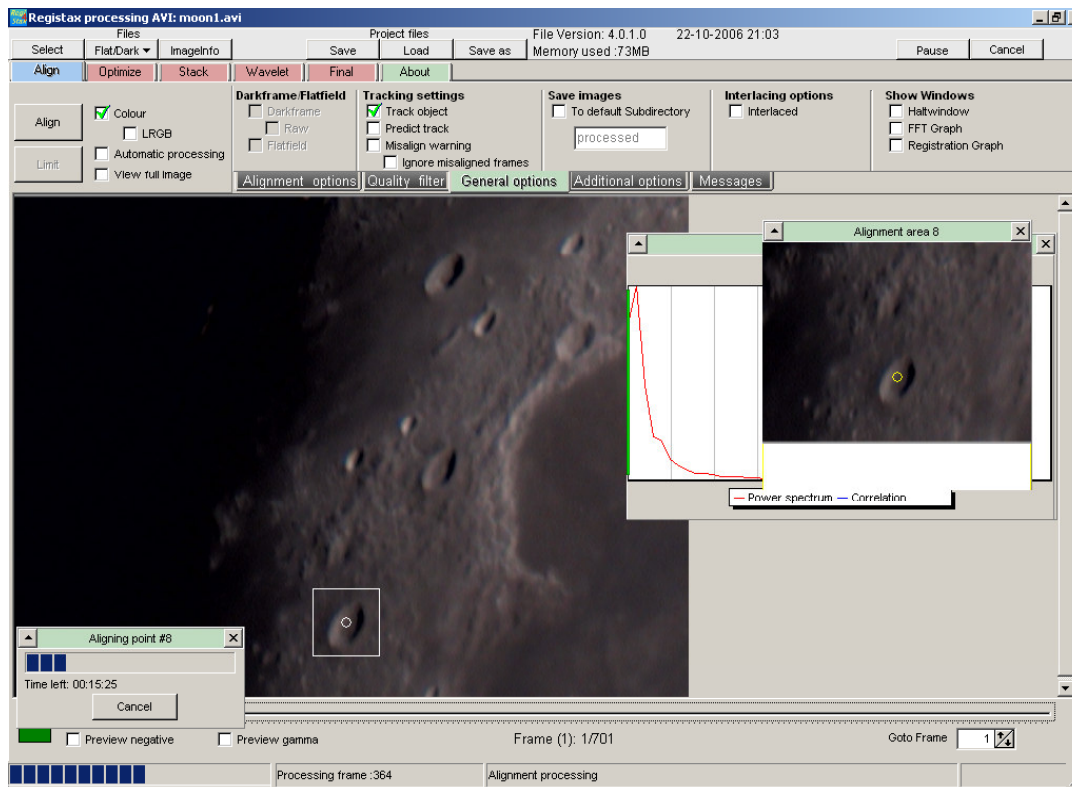 Registax processing AVI: moon1.avi
Files
Project files
File Version: 4.0.1.0 22-10-2006 21:03
Select
Flat/Dark
ImageInfo
Save
Load
Save as
Memory used :73MB
Pause
Cancel
Align
Optimize
Stack
Wavelet
Final
About
Align
Limit
Colour
LRGB
Automatic processing
View full Image
Darkframe/Flatfield
Darkframe
Raw
Flatfield
Tracking settings
Track object
Predict track
Misalign warning
Ignore misaligned frames
Save images
To default Subdirectory
processed
Interlacing options
Interlaced
Show Windows
Haltwindow
FFT Graph
Registration Graph
Alignment options
Quality filter
General options
Additional options
Messages
Alignment area 8
Power spectrum
Correlation
Aligning point #8
Time left: 00:15:25
Cancel
Preview negative
Preview gamma
Frame (1): 1/701
Goto Frame 1
Processing frame :364
Alignment processing